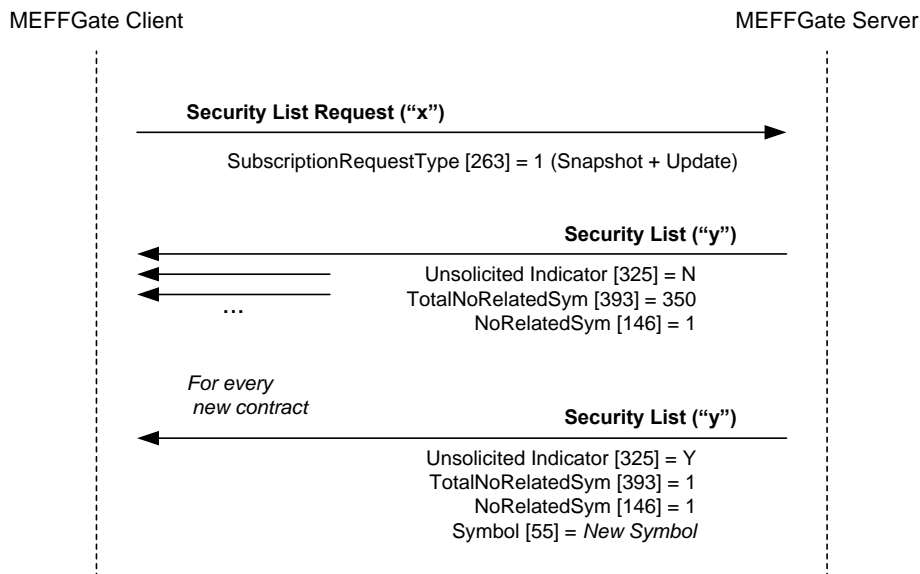 MEFFGate Client
MEFFGate Server
Security List Request (“x”)
SubscriptionRequestType [263] = 1 (Snapshot + Update)
Security List (“y”)
Unsolicited Indicator [325] = N
TotalNoRelatedSym [393] = 350
NoRelatedSym [146] = 1
...
For every
new contract
Security List (“y”)
Unsolicited Indicator [325] = Y
TotalNoRelatedSym [393] = 1
NoRelatedSym [146] = 1
Symbol [55] = New Symbol